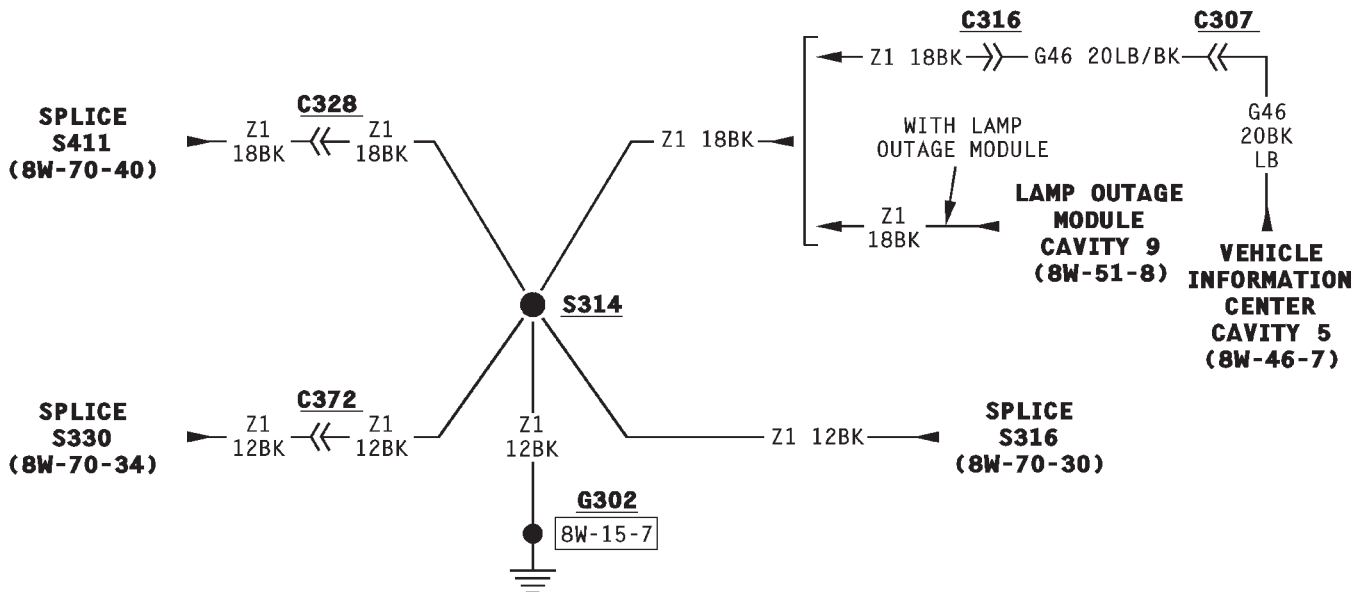 C316
C307
Z1 18BK
G46 20LB/BK
C328
SPLICE
S411
(8W-70-40)
Z1
18BK
Z1
18BK
Z1 18BK
WITH LAMP
OUTAGE MODULE
G46
20BK
LB
Z1
18BK
LAMP OUTAGE
MODULE
CAVITY 9
(8W-51-8)
VEHICLE
INFORMATION
CENTER
CAVITY 5
(8W-46-7)
S314
C372
SPLICE
S330
(8W-70-34)
Z1
12BK
Z1
12BK
Z1
12BK
Z1 12BK
SPLICE
S316
(8W-70-30)
G302
8W-15-7